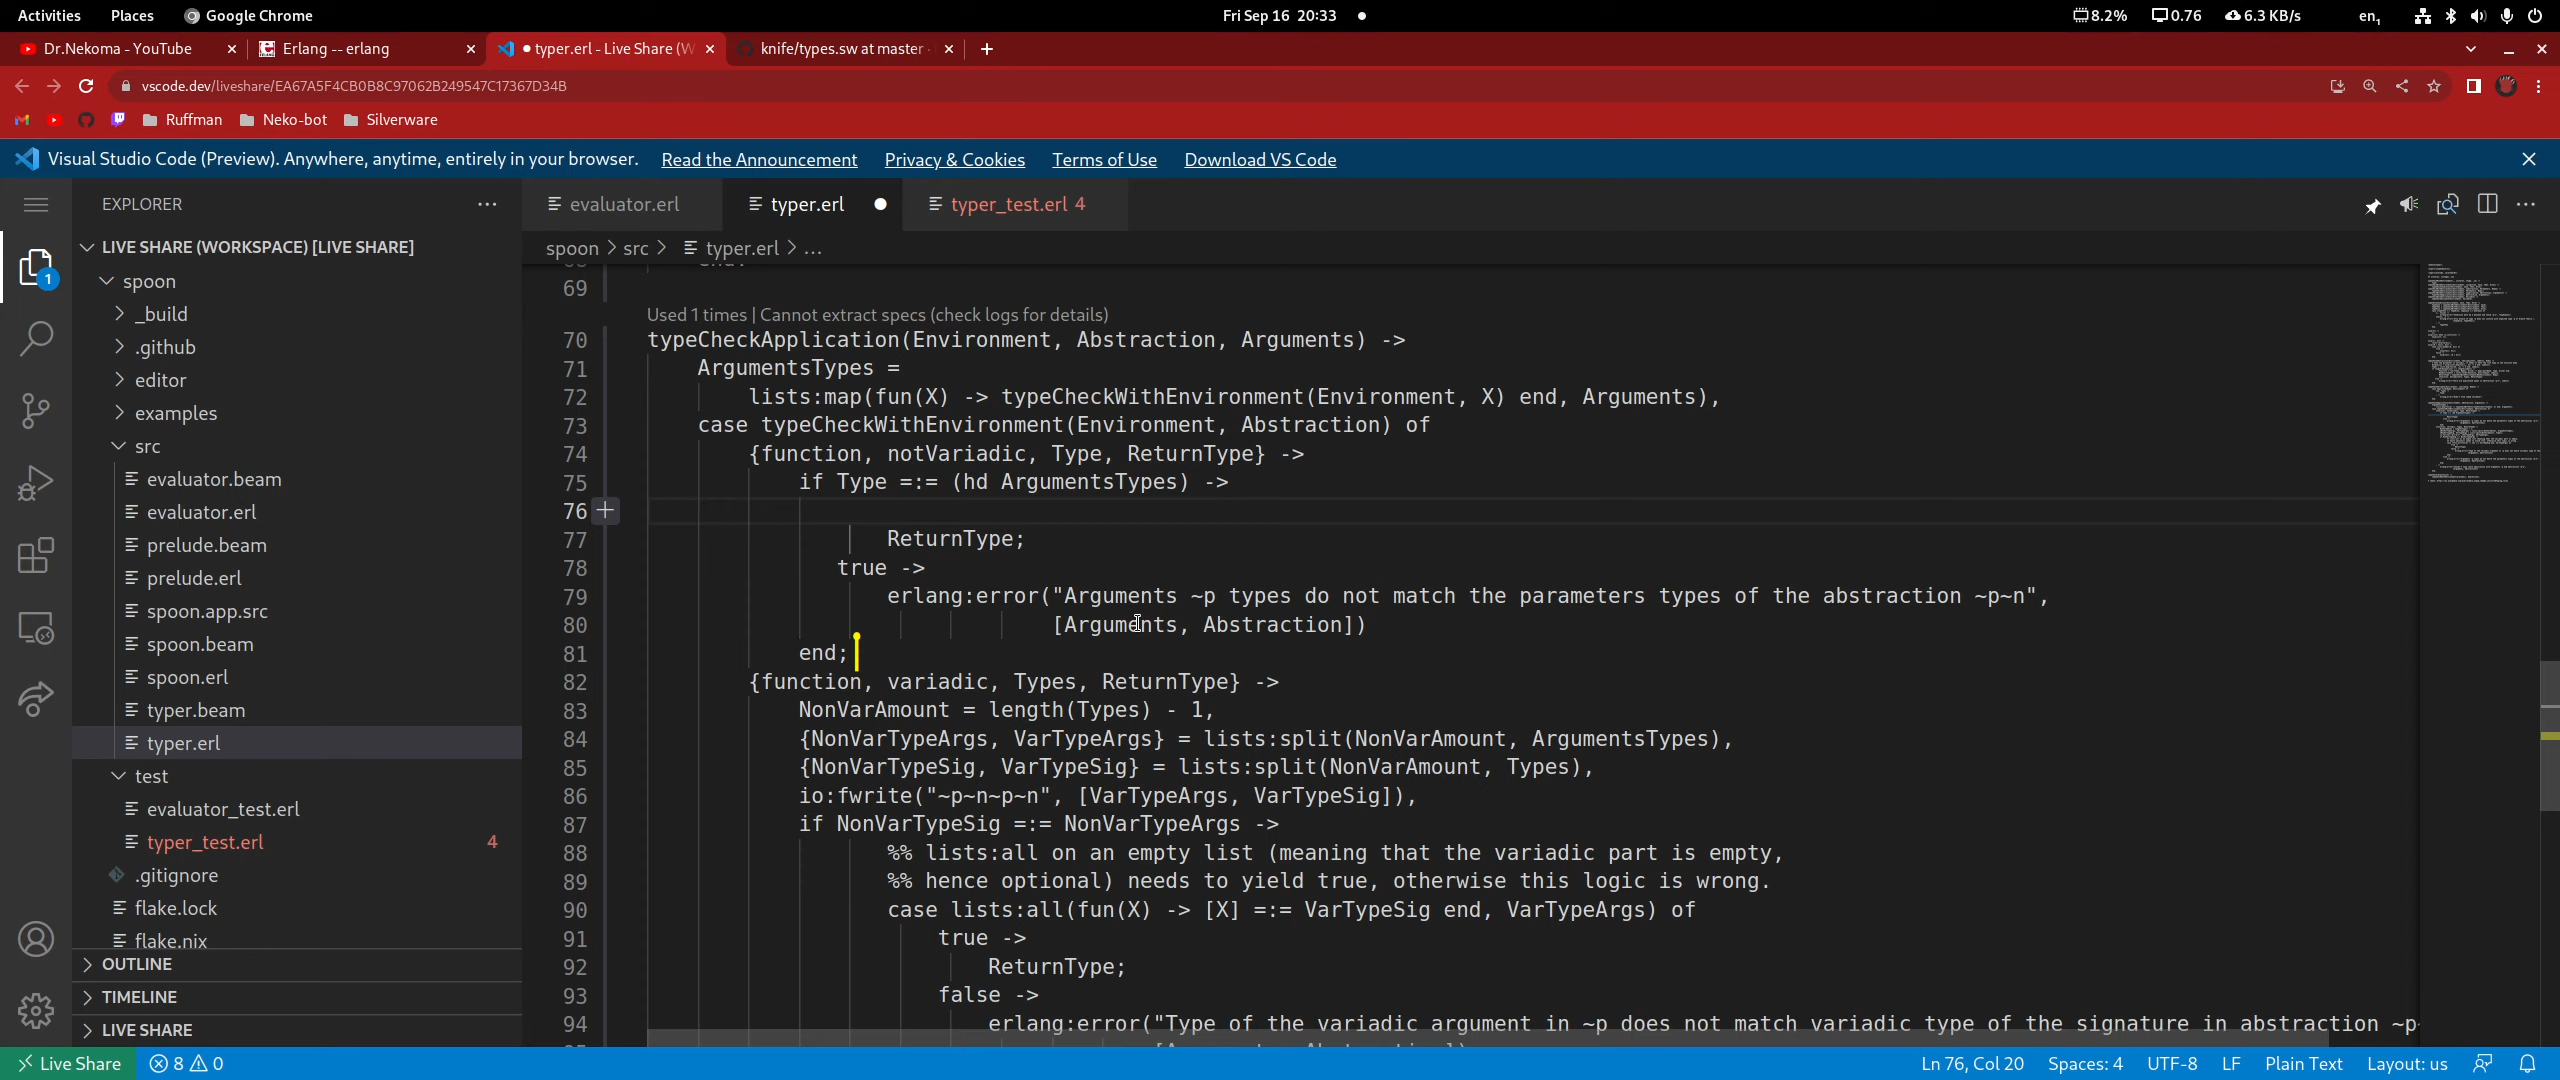 Activities Places Google Chrome Fri Sep 16 20:33 8.2% 0.76 6.3 KB/s en₁
Dr.Nekoma - YouTube Erlang -- erlang typer.erl - Live Share (W knife/types.sw at master ·
vscode.dev/liveshare/EA67A5F4CB0B8C97062B249547C17367D34B
Ruffman Neko-bot Silverware
Visual Studio Code (Preview). Anywhere, anytime, entirely in your browser. Read the Announcement Privacy & Cookies Terms of Use Download VS Code
EXPLORER
LIVE SHARE (WORKSPACE) [LIVE SHARE]
spoon
_build
.github
editor
examples
src
evaluator.beam
evaluator.erl
prelude.beam
prelude.erl
spoon.app.src
spoon.beam
spoon.erl
typer.beam
typer.erl
test
evaluator_test.erl
typer_test.erl 4
.gitignore
flake.lock
flake.nix
OUTLINE
TIMELINE
LIVE SHARE
1
evaluator.erl typer.erl typer_test.erl 4
spoon > src > typer.erl > ...
69
Used 1 times | Cannot extract specs (check logs for details)
70 typeCheckApplication(Environment, Abstraction, Arguments) ->
71 ArgumentsTypes =
72 lists:map(fun(X) -> typeCheckWithEnvironment(Environment, X) end, Arguments),
73 case typeCheckWithEnvironment(Environment, Abstraction) of
74 {function, notVariadic, Type, ReturnType} ->
75 if Type =:= (hd ArgumentsTypes) ->
76
77 ReturnType;
78 true ->
79 erlang:error("Arguments ~p types do not match the parameters types of the abstraction ~p~n",
80 [Arguments, Abstraction])
81 end;
82 {function, variadic, Types, ReturnType} ->
83 NonVarAmount = length(Types) - 1,
84 {NonVarTypeArgs, VarTypeArgs} = lists:split(NonVarAmount, ArgumentsTypes),
85 {NonVarTypeSig, VarTypeSig} = lists:split(NonVarAmount, Types),
86 io:fwrite("~p~n~p~n", [VarTypeArgs, VarTypeSig]),
87 if NonVarTypeSig =:= NonVarTypeArgs ->
88 %% lists:all on an empty list (meaning that the variadic part is empty,
89 %% hence optional) needs to yield true, otherwise this logic is wrong.
90 case lists:all(fun(X) -> [X] =:= VarTypeSig end, VarTypeArgs) of
91 true ->
92 ReturnType;
93 false ->
94 erlang:error("Type of the variadic argument in ~p does not match variadic type of the signature in abstraction ~p
Live Share 8 0 Ln 76, Col 20 Spaces: 4 UTF-8 LF Plain Text Layout: us